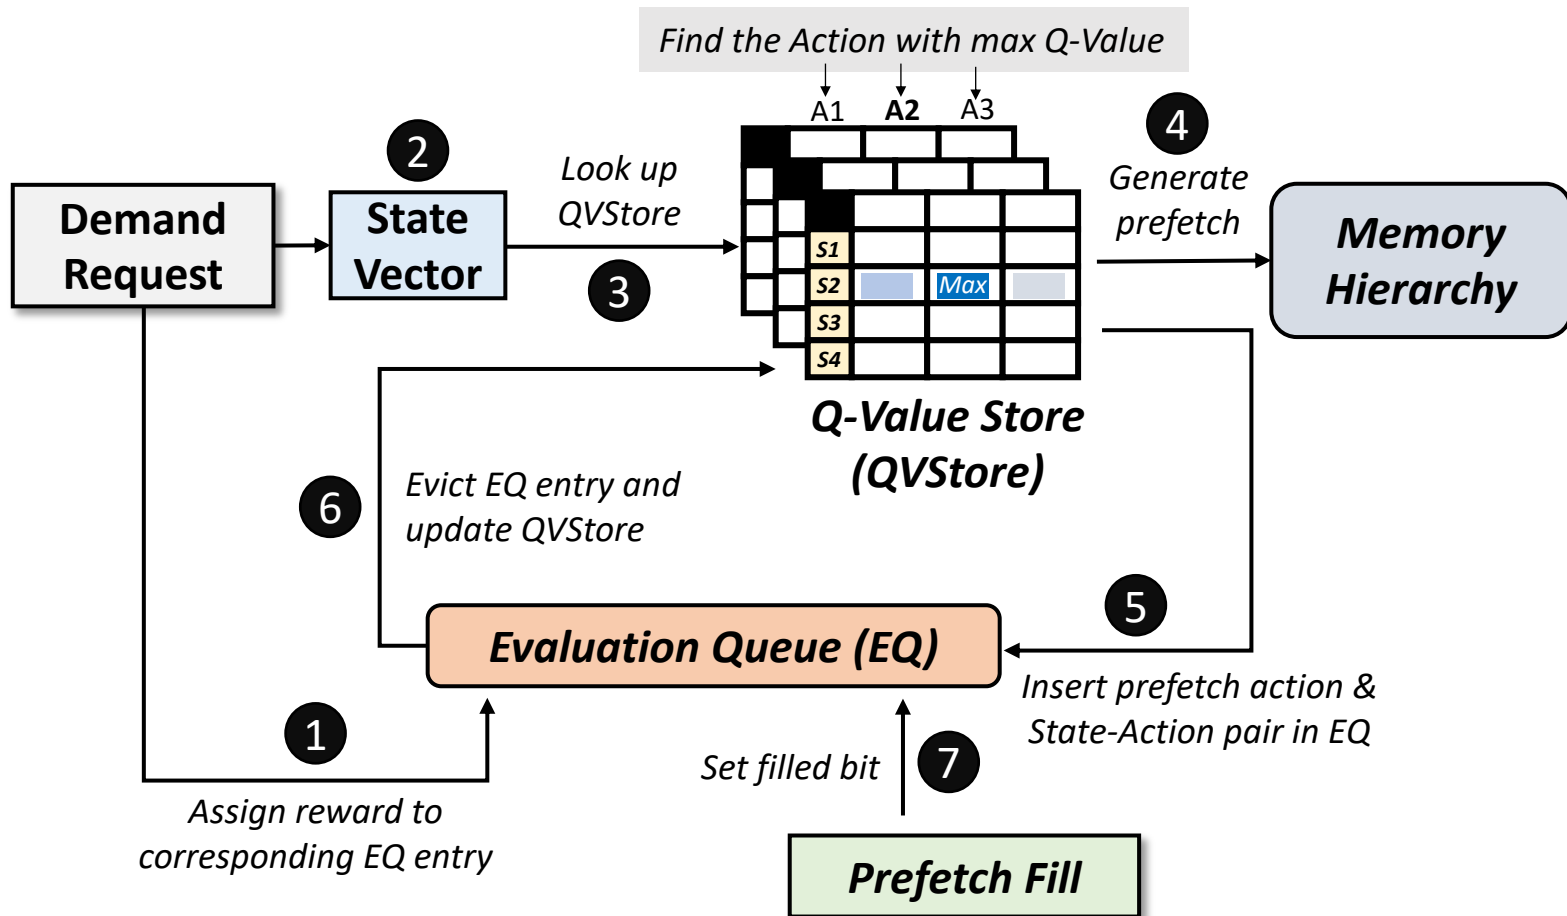 Find the Action with max Q-Value
A1 A2 A3
2
4
Look up
QVStore
Generate
prefetch
Demand
Request
State
Vector
3
S1
S2 Max
S3
S4
Memory
Hierarchy
Q-Value Store
(QVStore)
6
Evict EQ entry and
update QVStore
5
Evaluation Queue (EQ)
Insert prefetch action &
State-Action pair in EQ
1
Set filled bit
7
Assign reward to
corresponding EQ entry
Prefetch Fill